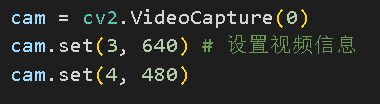 cam = cv2.VideoCapture(0)
cam.set(3, 640) # 设置视频信息
cam.set(4, 480)